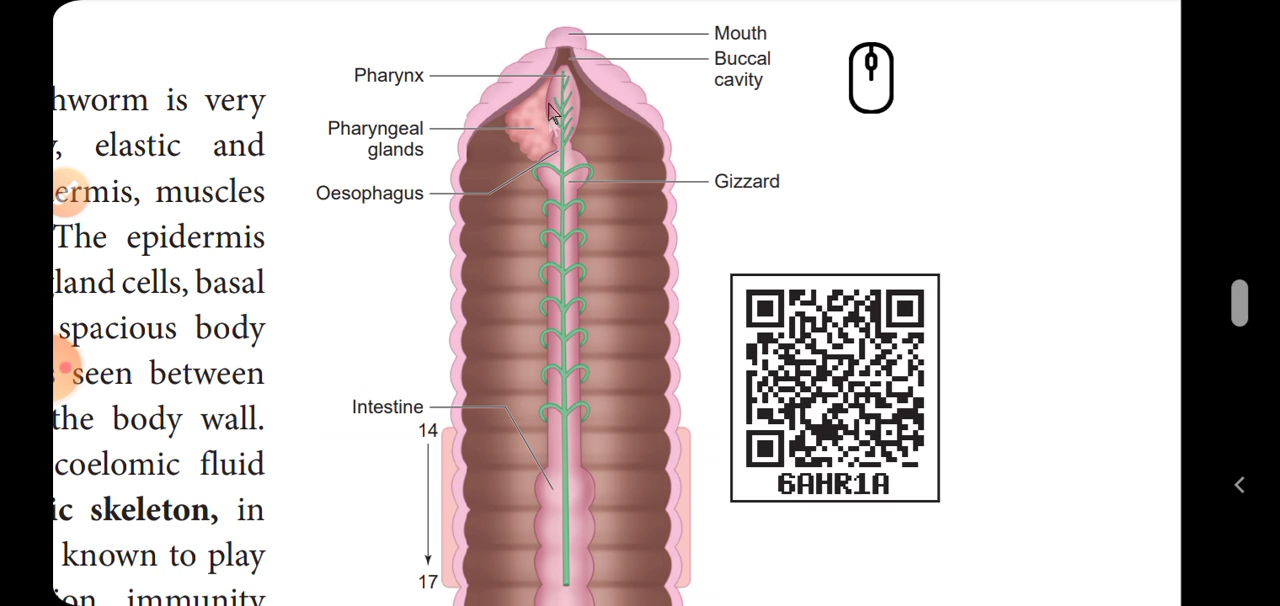 hworm is very
, elastic and
ermis, muscles
The epidermis
land cells, basal
spacious body
seen between
the body wall.
coelomic fluid
ic skeleton, in
known to play
ion immunity
Mouth
Buccal
cavity
Pharynx
Pharyngeal
glands
Oesophagus
Gizzard
Intestine
14
17
6AHR1A